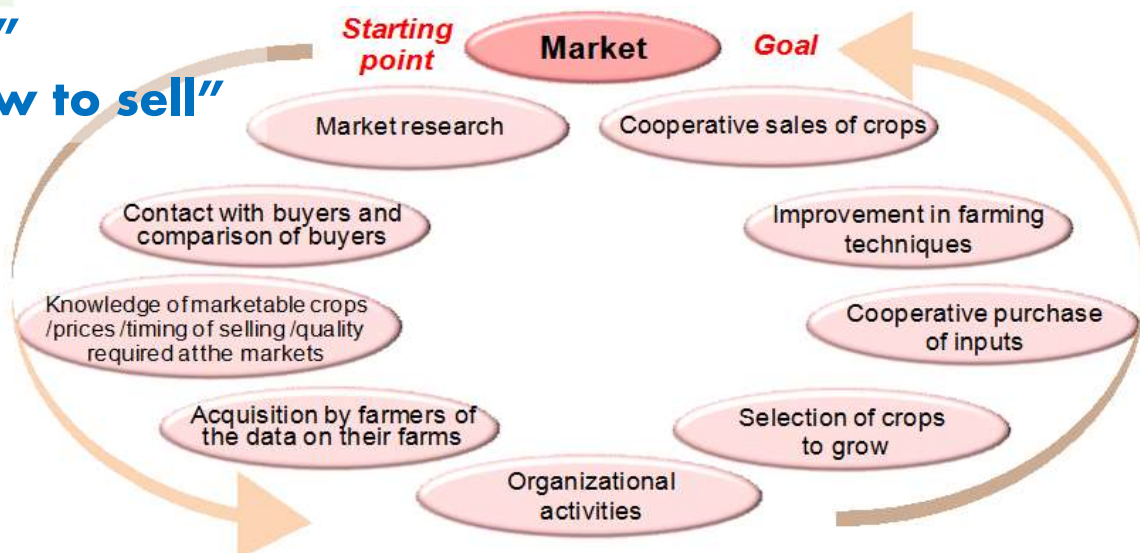 ”
w to sell”
Starting
point
Market
Goal
Market research
Cooperative sales of crops
Contact with buyers and
comparison of buyers
Improvement in farming
techniques
Knowledge of marketable crops
/prices /timing of selling /quality
required at the markets
Cooperative purchase
of inputs
Acquisition by farmers of
the data on their farms
Selection of crops
to grow
Organizational
activities